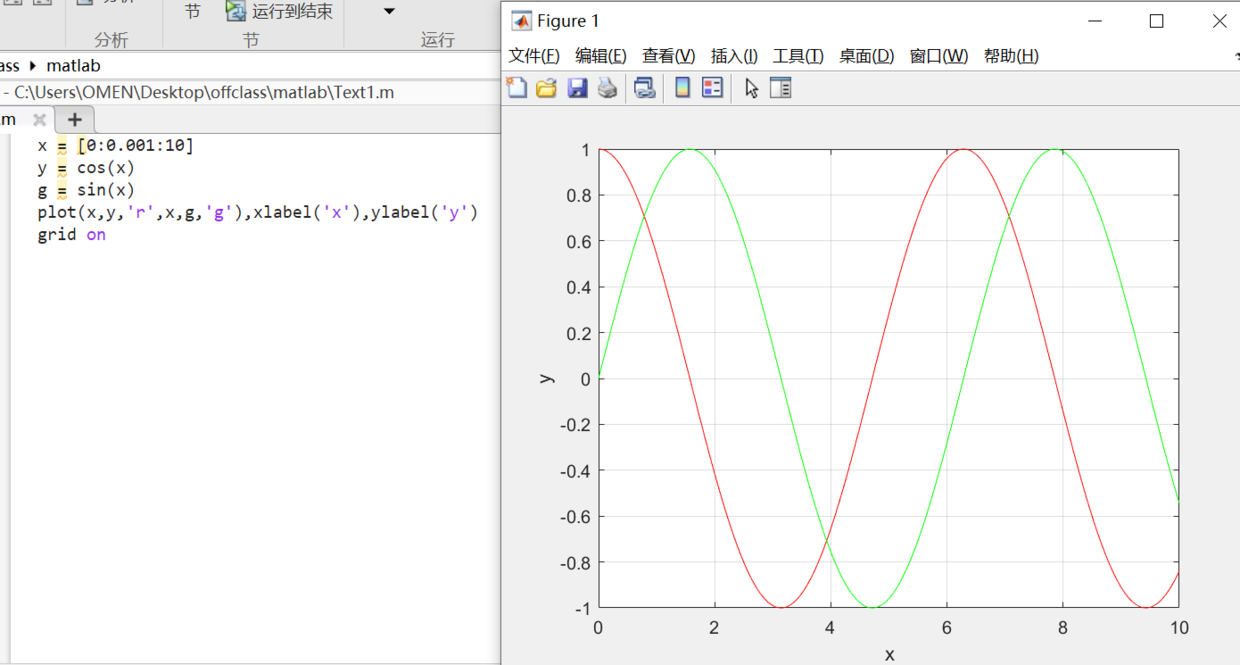 节
运行到结束
分析
节
运行
ass matlab
- C:\Users\OMEN\Desktop\offclass\matlab\Text1.m
.m
x = [0:0.001:10]
y = cos(x)
g = sin(x)
plot(x,y,'r',x,g,'g'),xlabel('x'),ylabel('y')
grid on
Figure 1
文件(F) 编辑(E) 查看(V) 插入(I) 工具(T) 桌面(D) 窗口(W) 帮助(H)
1
0.8
0.6
0.4
0.2
0
-0.2
-0.4
-0.6
-0.8
-1
y
0 2 4 6 8 10
x